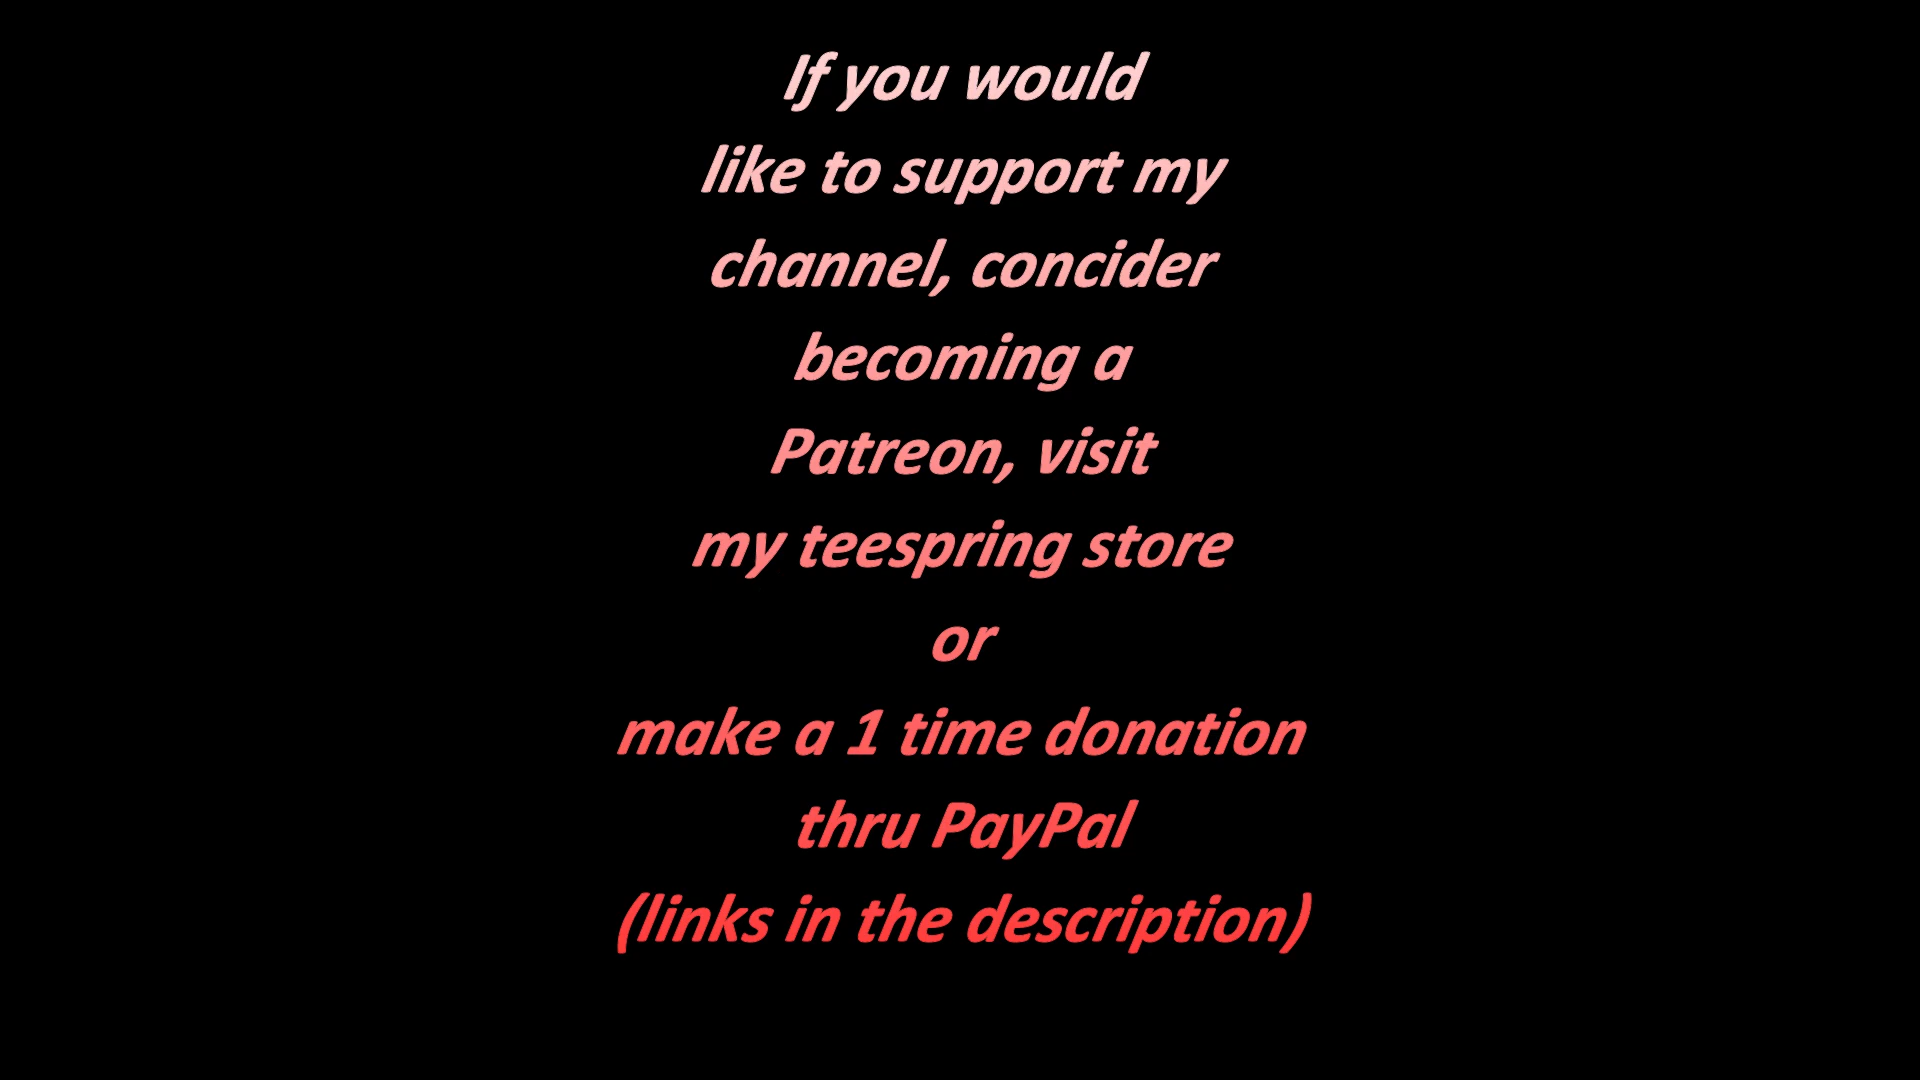 If you would
like to support my
channel, concider
becoming a
Patreon, visit
my teespring store
or
make a 1 time donation
thru PayPal
(links in the description)